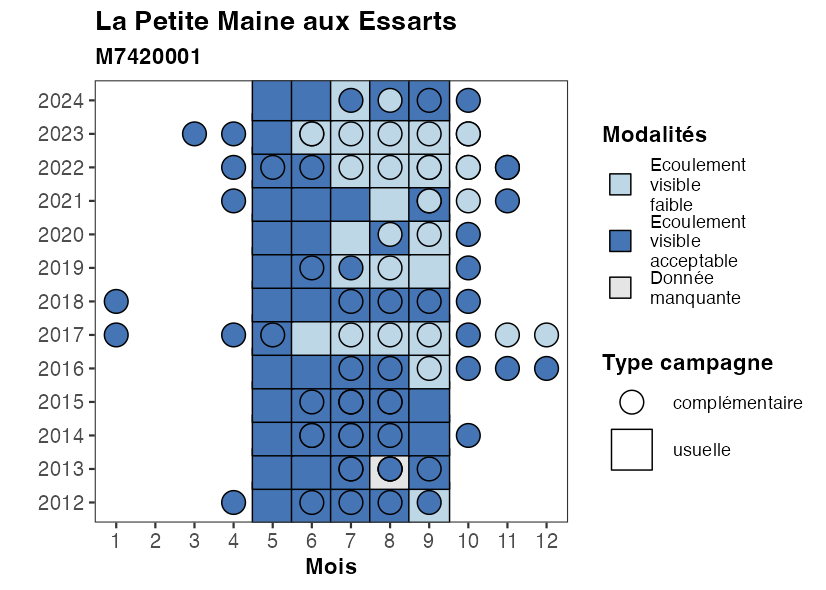 La Petite Maine aux Essarts
M7420001
2024
2023
2022
2021
2020
2019
2018
2017
2016
2015
2014
2013
2012
1 2 3 4 5 6 7 8 9 10 11 12
Mois
Modalités
Ecoulement
visible
faible
Ecoulement
visible
acceptable
Donnée
manquante
Type campagne
complémentaire
usuelle